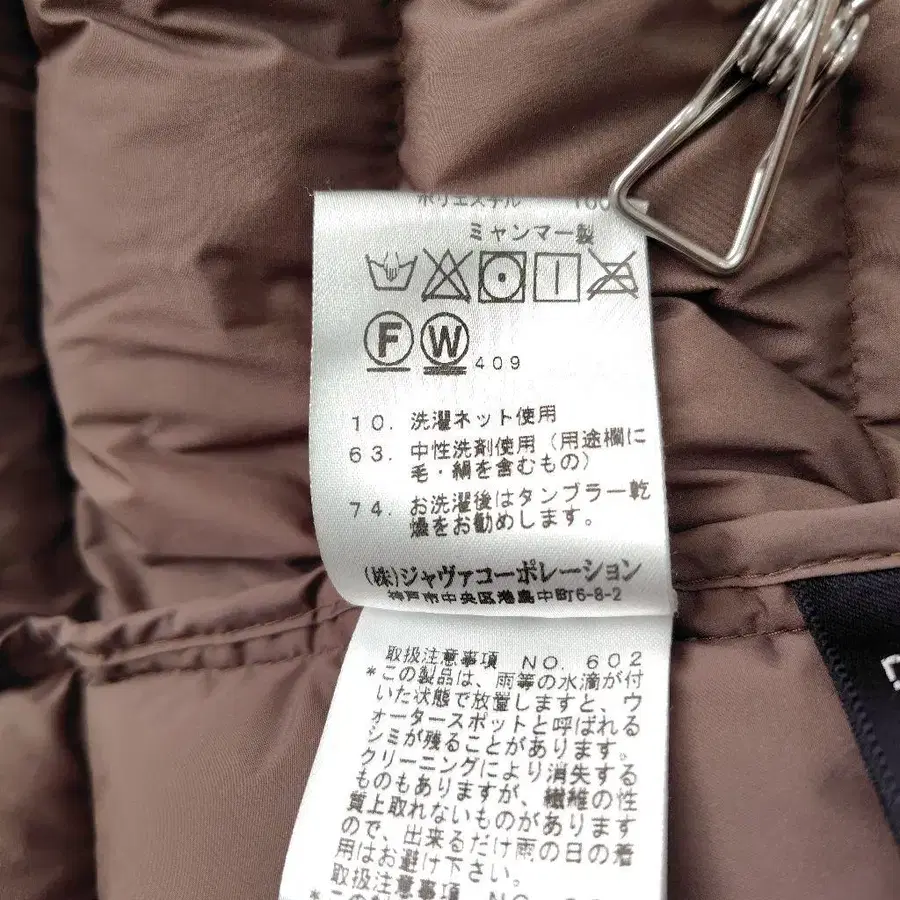 ポリエステル 100
ミャンマー製
F W 409
10. 洗濯ネット使用
63. 中性洗剤使用(用途欄に
毛・絹を含むもの)
74. お洗濯後はタンブラー乾
燥をお勧めします。
(株)ジャヴァコーポレーション
神戸市中央区港島中町6-8-2
取扱注意事項 NO. 602
*この製品は、雨等の水滴が付
いた状態で放置しますと、ウ
ォータースポットと呼ばれる
シミが残ることがあります。
クリーニングにより消失する
ものもありますが、繊維の性
質上取れないものがあります
ので、出来るだけ雨の日の着
用はお避け下さい。
取扱注意事項 NO.